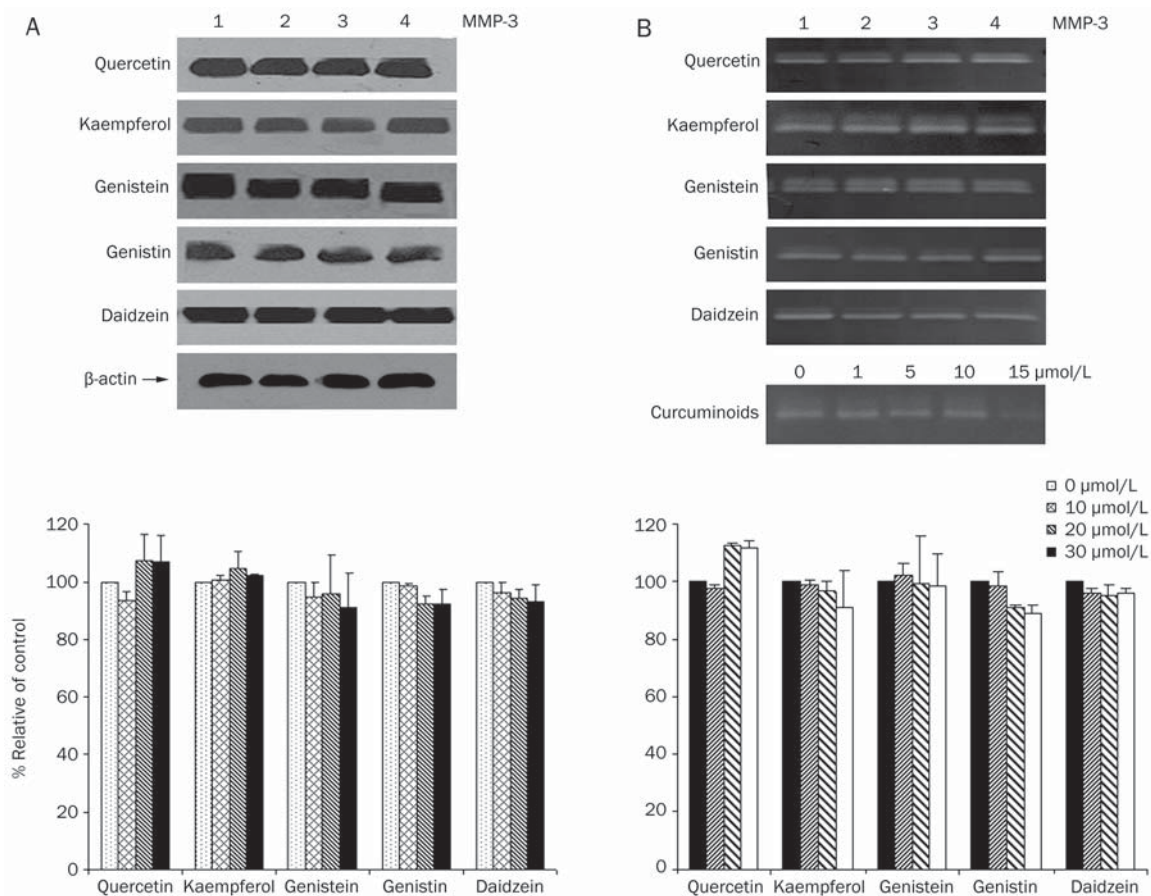 A
1 2 3 4 MMP-3
Quercetin
Kaempferol
Genistein
Genistin
Daidzein
β-actin
120
100
80
60
40
20
0
% Relative of control
Quercetin Kaempferol Genistein Genistin Daidzein
B
1 2 3 4 MMP-3
Quercetin
Kaempferol
Genistein
Genistin
Daidzein
0 1 5 10 15 µmol/L
Curcuminoids
0 µmol/L
10 µmol/L
20 µmol/L
30 µmol/L
120
100
80
60
40
20
0
Quercetin Kaempferol Genistein Genistin Daidzein